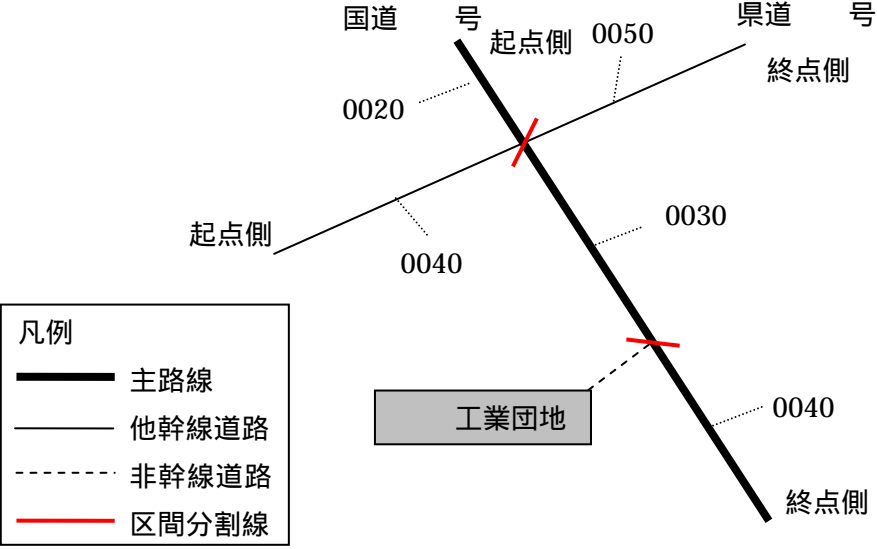 国道　　号
県道　　号
起点側
0050
終点側
0020
0030
起点側
0040
凡例
主路線
他幹線道路
非幹線道路
区間分割線
工業団地
0040
終点側